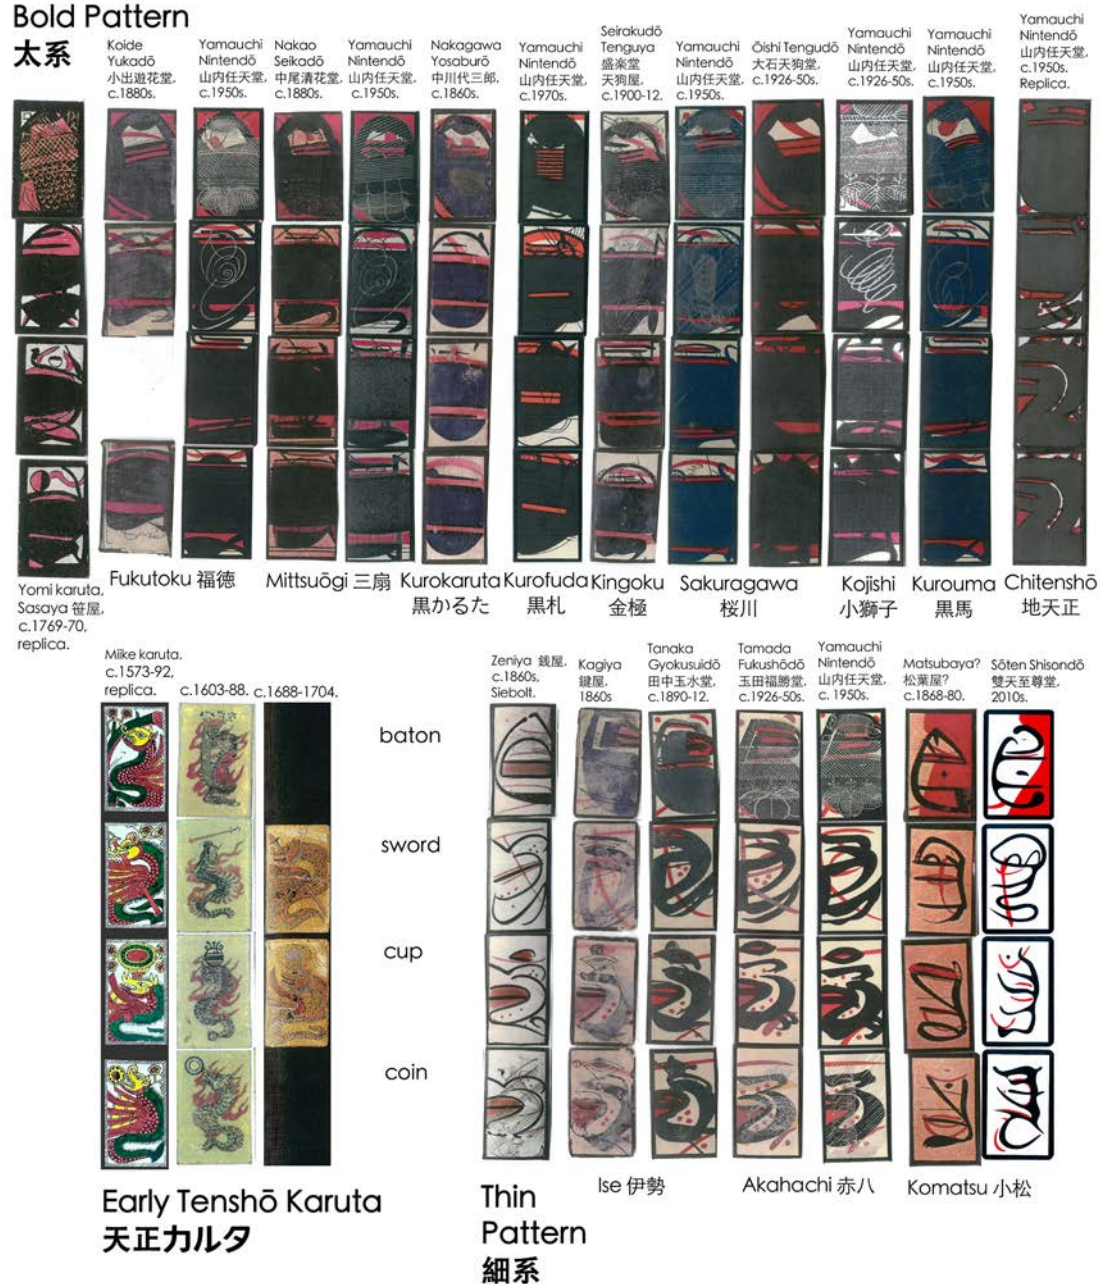 Bold Pattern
太系
Koide
Yukadō
小出遊花堂,
c.1880s.
Yamauchi
Nintendō
山内任天堂,
c.1950s.
Nakao
Seikadō
中尾清花堂,
c.1880s.
Yamauchi
Nintendō
山内任天堂,
c.1950s.
Nakagawa
Yosaburō
中川代三郎,
c.1860s.
Yamauchi
Nintendō
山内任天堂,
c.1970s.
Seirakudō
Tenguya
盛楽堂
天狗屋,
c.1900-12.
Yamauchi
Nintendō
山内任天堂,
c.1950s.
Ōishi Tengudō
大石天狗堂,
c.1926-50s.
Yamauchi
Nintendō
山内任天堂,
c.1926-50s.
Yamauchi
Nintendō
山内任天堂,
c.1950s.
Yamauchi
Nintendō
山内任天堂,
c.1950s.
Replica.
Yomi karuta,
Sasaya 笹屋,
c.1769-70,
replica.
Fukutoku 福徳
Mittsuōgi 三扇
Kurokaruta
黒かるた
Kurofuda
黒札
Kingoku
金極
Sakuragawa
桜川
Kojishi
小獅子
Kurouma
黒馬
Chitenshō
地天正
Miike karuta.
c.1573-92,
replica.
c.1603-88.
c.1688-1704.
baton
sword
cup
coin
Zeniya 銭屋,
c.1860s,
Siebolt.
Kagiya
鍵屋,
1860s
Tanaka
Gyokusuidō
田中玉水堂,
c.1890-12.
Tamada
Fukushōdō
玉田福勝堂,
c.1926-50s.
Yamauchi
Nintendō
山内任天堂,
c. 1950s.
Matsubaya?
松葉屋?
c.1868-80.
Sōten Shisondō
雙天至尊堂,
2010s.
Ise 伊勢
Akahachi 赤八
Komatsu 小松
Early Tenshō Karuta
天正カルタ
Thin
Pattern
細系